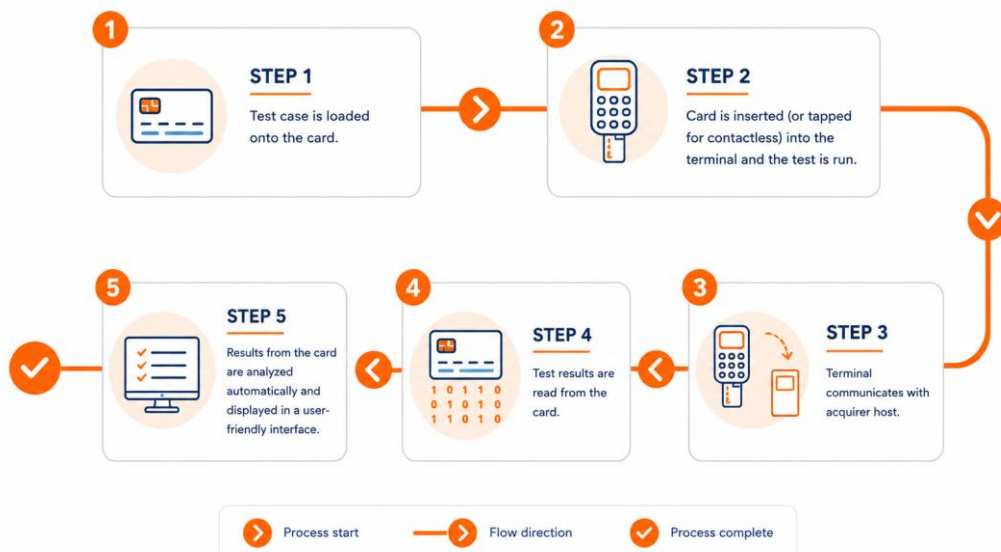 1
STEP 1
Test case is loaded
onto the card.
2
STEP 2
Card is inserted (or tapped
for contactless) into the
terminal and the test is run.
3
STEP 3
Terminal
communicates with
acquirer host.
4
1 0 1 1 0
0 1 0 1 0
1 1 0 1 0
STEP 4
Test results are
read from the
card.
5
STEP 5
Results from the card
are analyzed
automatically and
displayed in a user-
friendly interface.
Process start
Flow direction
Process complete